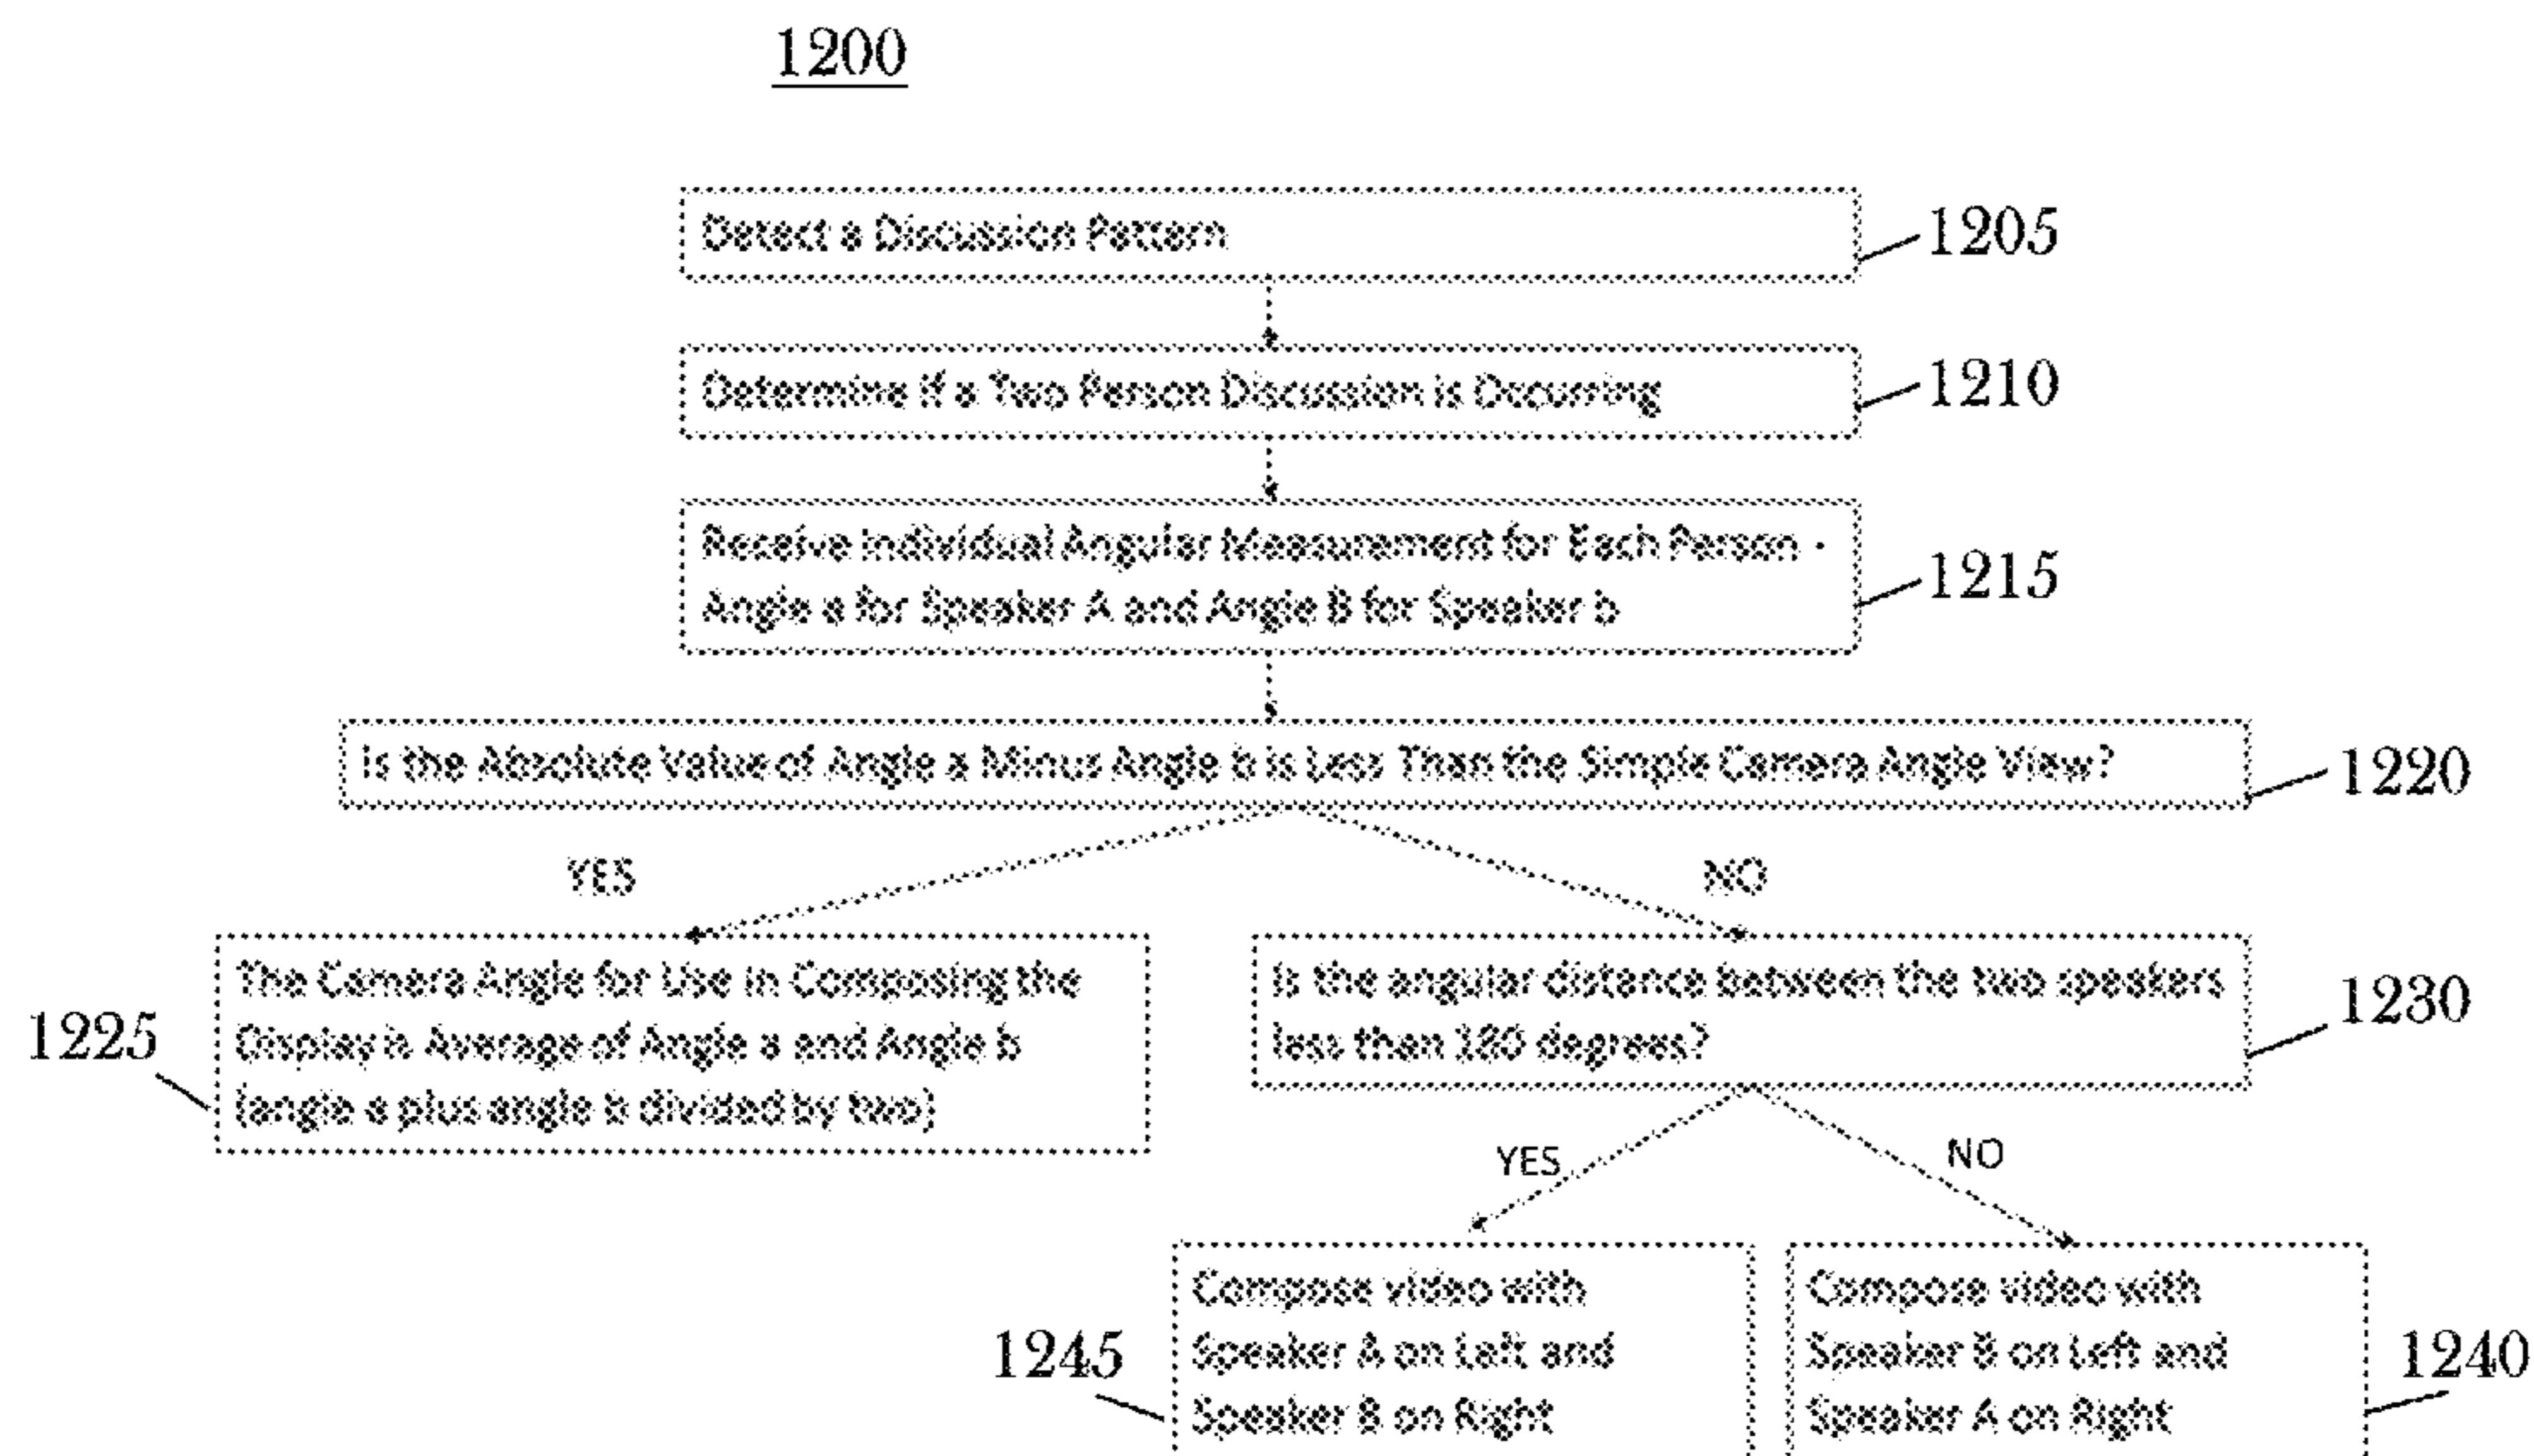 1200
Detect a Discussion Pattern
1205
Determine if a Two Person Discussion is Occurring
1210
Receive Individual Angular Measurement for Each Person -
Angle a for Speaker A and Angle B for Speaker b
1215
Is the Absolute Value of Angle a Minus Angle b is Less Than the Simple Camera Angle View?
1220
YES
NO
The Camera Angle for Use in Composing the
Display is Average of Angle a and Angle b
(angle a plus angle b divided by two)
1225
Is the angular distance between the two speakers
less than 180 degrees?
1230
YES
NO
Compose video with
Speaker A on Left and
Speaker B on Right
1245
Compose video with
Speaker B on Left and
Speaker A on Right
1240